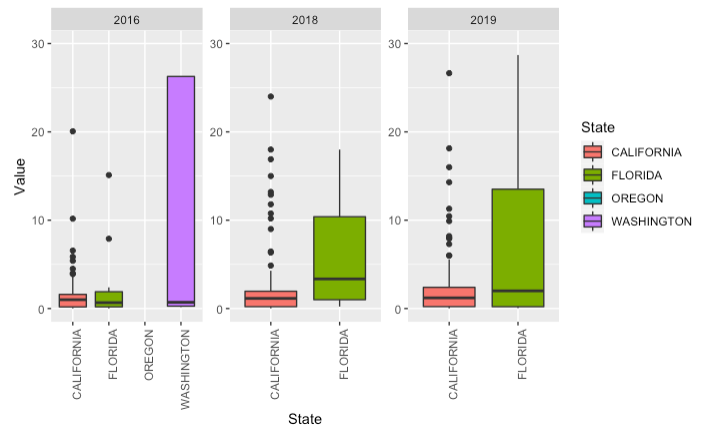 2016 2018 2019
30 30 30
20 20 20
10 10 10
0 0 0
Value
CALIFORNIA FLORIDA OREGON WASHINGTON CALIFORNIA FLORIDA CALIFORNIA FLORIDA
State
State
CALIFORNIA
FLORIDA
OREGON
WASHINGTON